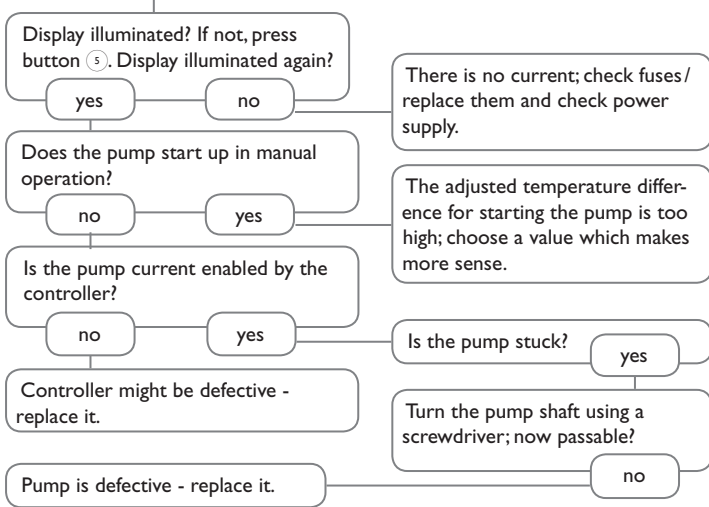 Display illuminated? If not, press
button 5. Display illuminated again?
yes
no
There is no current; check fuses/
replace them and check power
supply.
Does the pump start up in manual
operation?
no
yes
The adjusted temperature differ-
ence for starting the pump is too
high; choose a value which makes
more sense.
Is the pump current enabled by the
controller?
no
yes
Is the pump stuck?
yes
Controller might be defective -
replace it.
Turn the pump shaft using a
screwdriver; now passable?
no
Pump is defective - replace it.